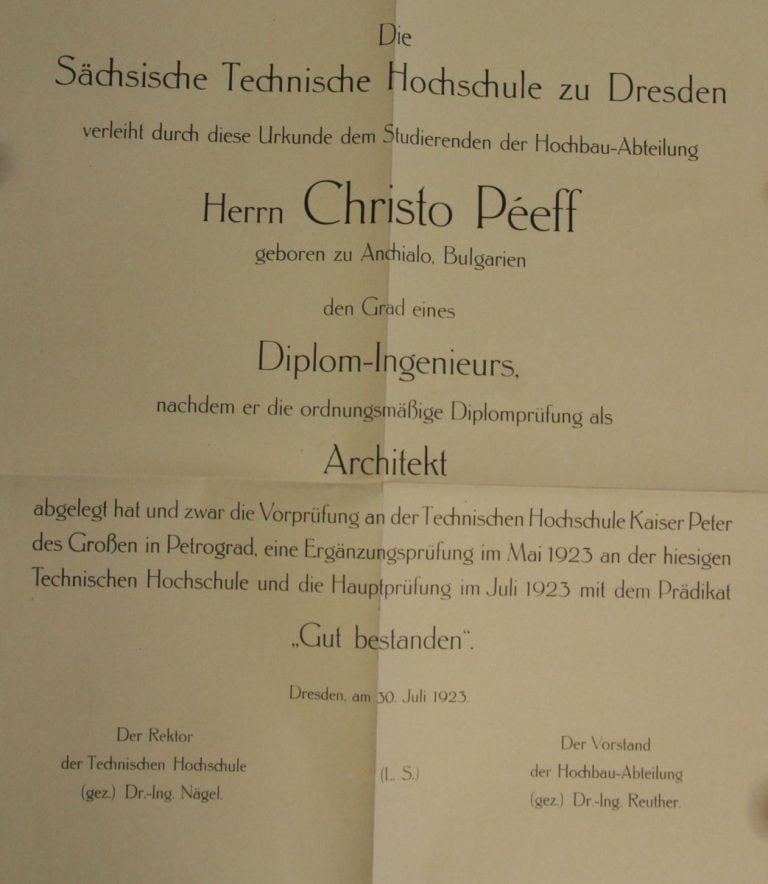 Die
Sächsische Technische Hochschule zu Dresden
verleiht durch diese Urkunde dem Studierenden der Hochbau-Abteilung
Herrn Christo Péeff
geboren zu Anchialo, Bulgarien
den Grad eines
Diplom-Ingenieurs,
nachdem er die ordnungsmäßige Diplomprüfung als
Architekt
abgelegt hat und zwar die Vorprüfung an der Technischen Hochschule Kaiser Peter
des Großen in Petrograd, eine Ergänzungsprüfung im Mai 1923 an der hiesigen
Technischen Hochschule und die Hauptprüfung im Juli 1923 mit dem Prädikat
„Gut bestanden“.
Dresden, am 30. Juli 1923.
Der Rektor
der Technischen Hochschule
(gez.) Dr.-Ing. Nägel.
(L. S.)
Der Vorstand
der Hochbau-Abteilung
(gez.) Dr.-Ing. Reuther.